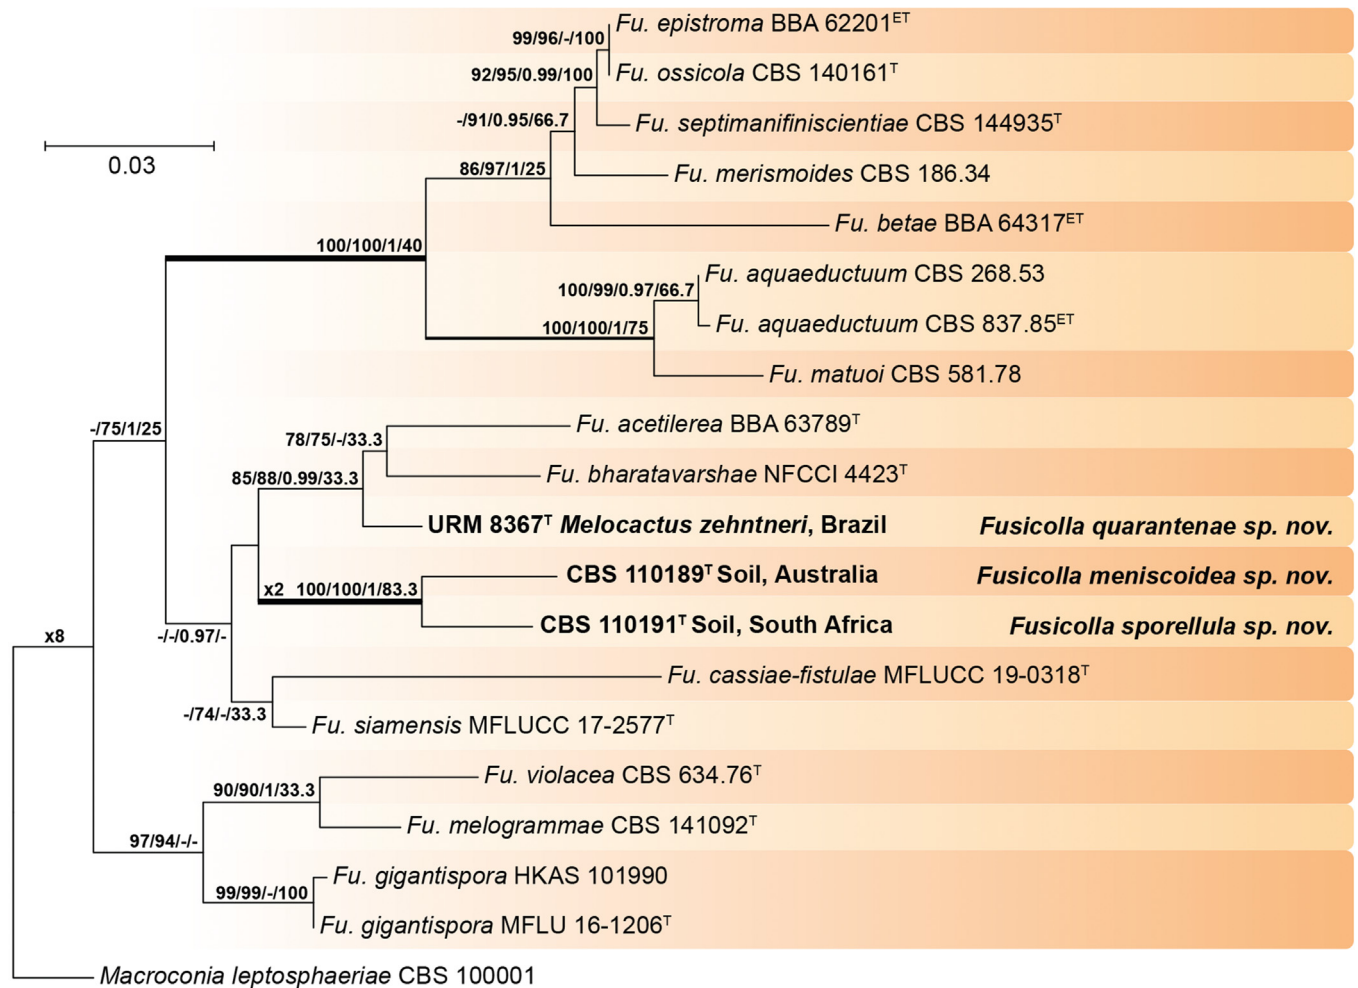 Fu. epistroma BBA 62201ET
99/96/-/100
92/95/0.99/100
Fu. ossicola CBS 140161T
-/91/0.95/66.7
Fu. septimanifiniscientiae CBS 144935T
0.03
86/97/1/25
Fu. merismoides CBS 186.34
Fu. betae BBA 64317ET
100/100/1/40
Fu. aquaeductuum CBS 268.53
100/99/0.97/66.7
100/100/1/75
Fu. aquaeductuum CBS 837.85ET
Fu. matuoi CBS 581.78
-/75/1/25
Fu. acetilerea BBA 63789T
78/75/-/33.3
85/88/0.99/33.3
Fu. bharatavarshae NFCCI 4423T
URM 8367T Melocactus zehntneri, Brazil Fusicolla quarantenae sp. nov.
CBS 110189T Soil, Australia Fusicolla meniscoidea sp. nov.
x2 100/100/1/83.3
CBS 110191T Soil, South Africa Fusicolla sporellula sp. nov.
x8
-/-/0.97/-
Fu. cassiae-fistulae MFLUCC 19-0318T
-/74/-/33.3
Fu. siamensis MFLUCC 17-2577T
Fu. violacea CBS 634.76T
90/90/1/33.3
Fu. melogrammae CBS 141092T
97/94/-/-
Fu. gigantispora HKAS 101990
99/99/-/100
Fu. gigantispora MFLU 16-1206T
Macroconia leptosphaeriae CBS 100001